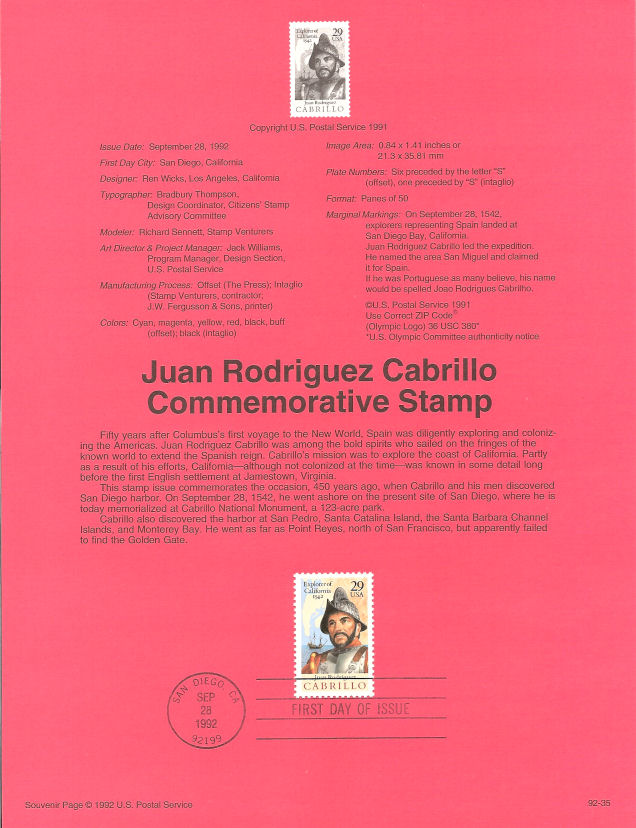 Explorer of
California
1542
29
USA
Juan Rodriguez
CABRILLO
Copyright U.S. Postal Service 1991
Issue Date: September 28, 1992
First Day City: San Diego, California
Designer: Ren Wicks, Los Angeles, California
Typographer: Bradbury Thompson,
Design Coordinator, Citizens' Stamp
Advisory Committee
Modeler: Richard Sennett, Stamp Venturers
Art Director & Project Manager: Jack Williams,
Program Manager, Design Section,
U.S. Postal Service
Manufacturing Process: Offset (The Press); Intaglio
(Stamp Venturers, contractor;
J.W. Fergusson & Sons, printer)
Colors: Cyan, magenta, yellow, red, black, buff
(offset); black (intaglio)
Image Area: 0.84 x 1.41 inches or
21.3 x 35.81 mm
Plate Numbers: Six preceded by the letter "S"
(offset), one preceded by "S" (intaglio)
Format: Panes of 50
Marginal Markings: On September 28, 1542,
explorers representing Spain landed at
San Diego Bay, California.
Juan Rodriguez Cabrillo led the expedition.
He named the area San Miguel and claimed
it for Spain.
If he was Portuguese as many believe, his name
would be spelled Joao Rodrigues Cabrilho.
©U.S. Postal Service 1991
Use Correct ZIP Code®
(Olympic Logo) 36 USC 380*
*U.S. Olympic Committee authenticity notice
Juan Rodriguez Cabrillo
Commemorative Stamp
Fifty years after Columbus's first voyage to the New World, Spain was diligently exploring and coloniz-
ing the Americas. Juan Rodriguez Cabrillo was among the bold spirits who sailed on the fringes of the
known world to extend the Spanish reign. Cabrillo's mission was to explore the coast of California. Partly
as a result of his efforts, California—although not colonized at the time—was known in some detail long
before the first English settlement at Jamestown, Virginia.
This stamp issue commemorates the occasion, 450 years ago, when Cabrillo and his men discovered
San Diego harbor. On September 28, 1542, he went ashore on the present site of San Diego, where he is
today memorialized at Cabrillo National Monument, a 123-acre park.
Cabrillo also discovered the harbor at San Pedro, Santa Catalina Island, the Santa Barbara Channel
Islands, and Monterey Bay. He went as far as Point Reyes, north of San Francisco, but apparently failed
to find the Golden Gate.
Explorer of
California
1542
29
USA
Juan Rodriguez
CABRILLO
SAN DIEGO, CA
SEP
28
1992
92199
FIRST DAY OF ISSUE
Souvenir Page © 1992 U.S. Postal Service
92-35